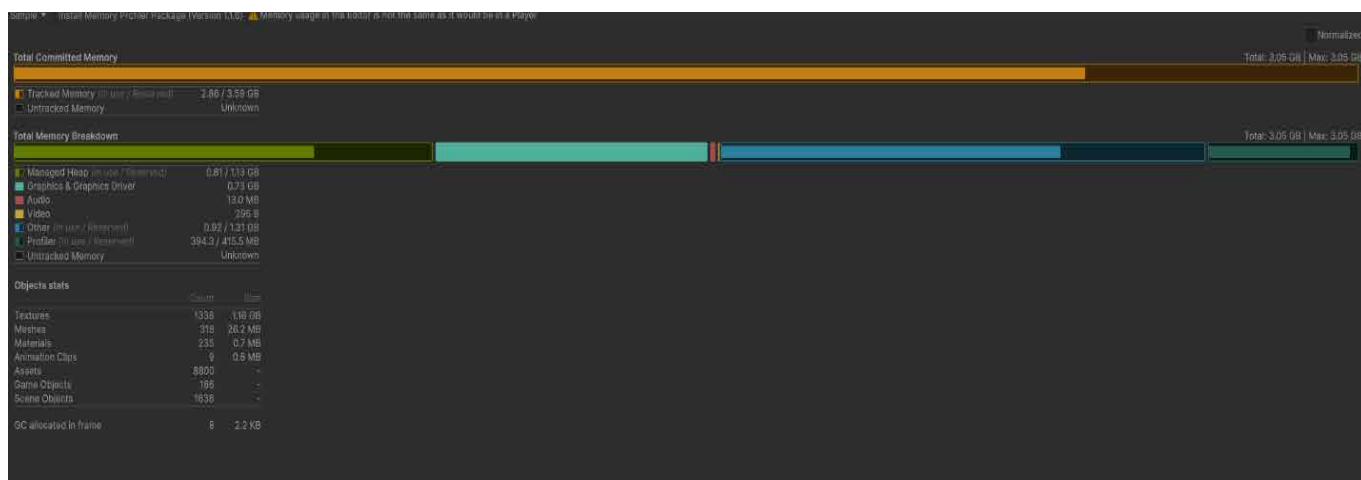 Simple Install Memory Profiler Package (Version 1.1.6) Memory usage in the Editor is not the same as it would be in a Player
Normalized
Total Committed Memory Total: 3.05 GB | Max: 3.05 GB
Tracked Memory (In use / Reserved) 2.86 / 3.59 GB
Untracked Memory Unknown
Total Memory Breakdown Total: 3.05 GB | Max: 3.05 GB
Managed Heap (In use / Reserved) 0.81 / 1.13 GB
Graphics & Graphics Driver 0.73 GB
Audio 13.0 MB
Video 296 B
Other (In use / Reserved) 0.92 / 1.31 GB
Profiler (In use / Reserved) 394.3 / 415.5 MB
Untracked Memory Unknown
Objects stats
Count Size
Textures 1338 1.16 GB
Meshes 318 26.2 MB
Materials 235 0.7 MB
Animation Clips 9 0.6 MB
Assets 8800 -
Game Objects 166 -
Scene Objects 1638 -
GC allocated in frame 8 2.2 KB